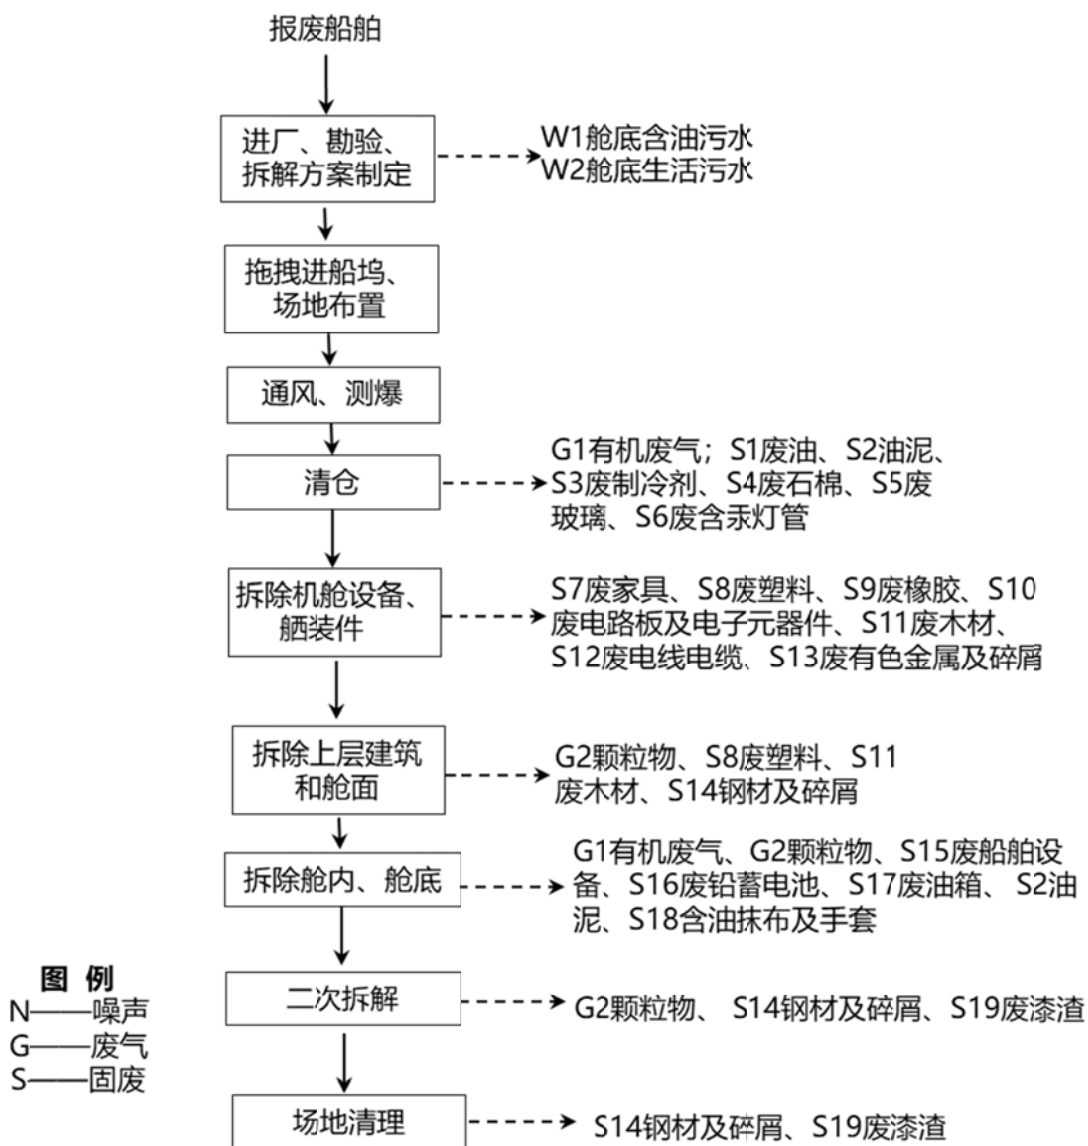 报废船舶
进厂、勘验、
拆解方案制定
W1舱底含油污水
W2舱底生活污水
拖拽进船坞、
场地布置
通风、测爆
清仓
G1有机废气；S1废油、S2油泥、
S3废制冷剂、S4废石棉、S5废
玻璃、S6废含汞灯管
拆除机舱设备、
舾装件
S7废家具、S8废塑料、S9废橡胶、S10
废电路板及电子元器件、S11废木材、
S12废电线电缆、S13废有色金属及碎屑
拆除上层建筑
和舱面
G2颗粒物、S8废塑料、S11
废木材、S14钢材及碎屑
拆除舱内、舱底
G1有机废气、G2颗粒物、S15废船舶设
备、S16废铅蓄电池、S17废油箱、 S2油
泥、S18含油抹布及手套
二次拆解
G2颗粒物、 S14钢材及碎屑、S19废漆渣
场地清理
S14钢材及碎屑、S19废漆渣
图 例
N——噪声
G——废气
S——固废